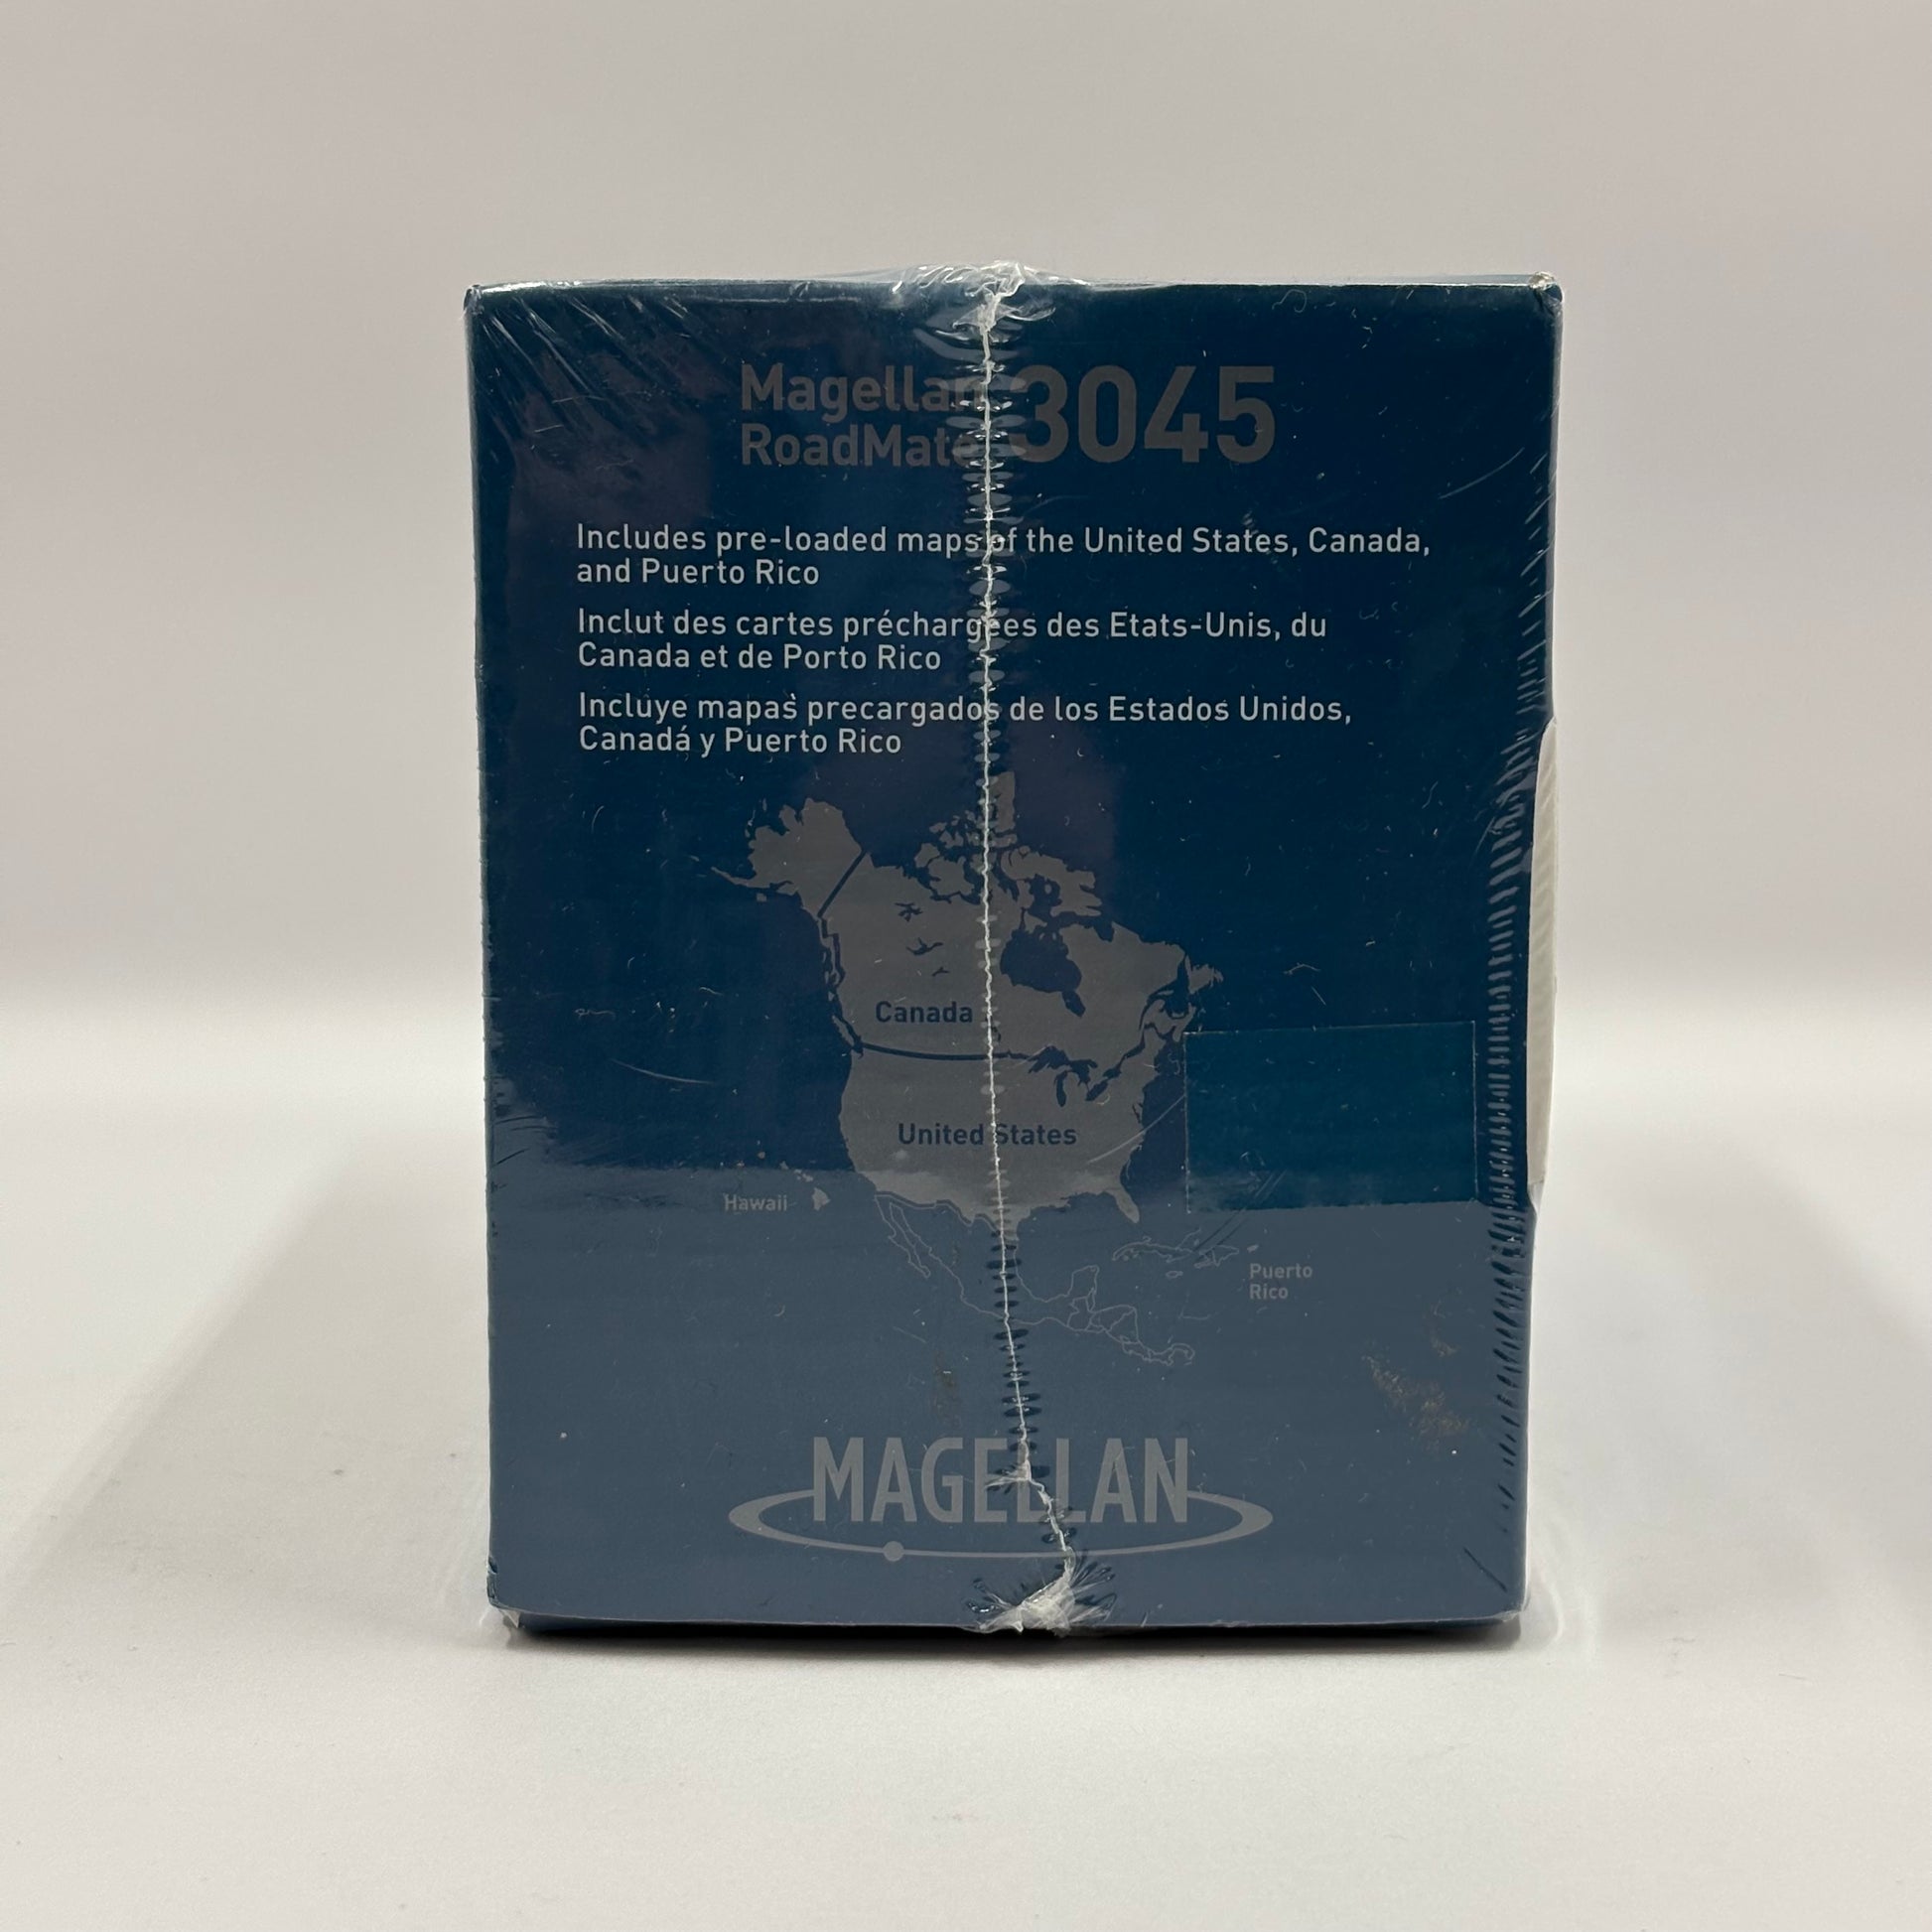 Magellan
RoadMate 3045
Includes pre-loaded maps of the United States, Canada,
and Puerto Rico
Inclut des cartes préchargées des Etats-Unis, du
Canada et de Porto Rico
Incluye mapas precargados de los Estados Unidos,
Canadá y Puerto Rico
Canada
United States
Hawaii
Puerto
Rico
MAGELLAN